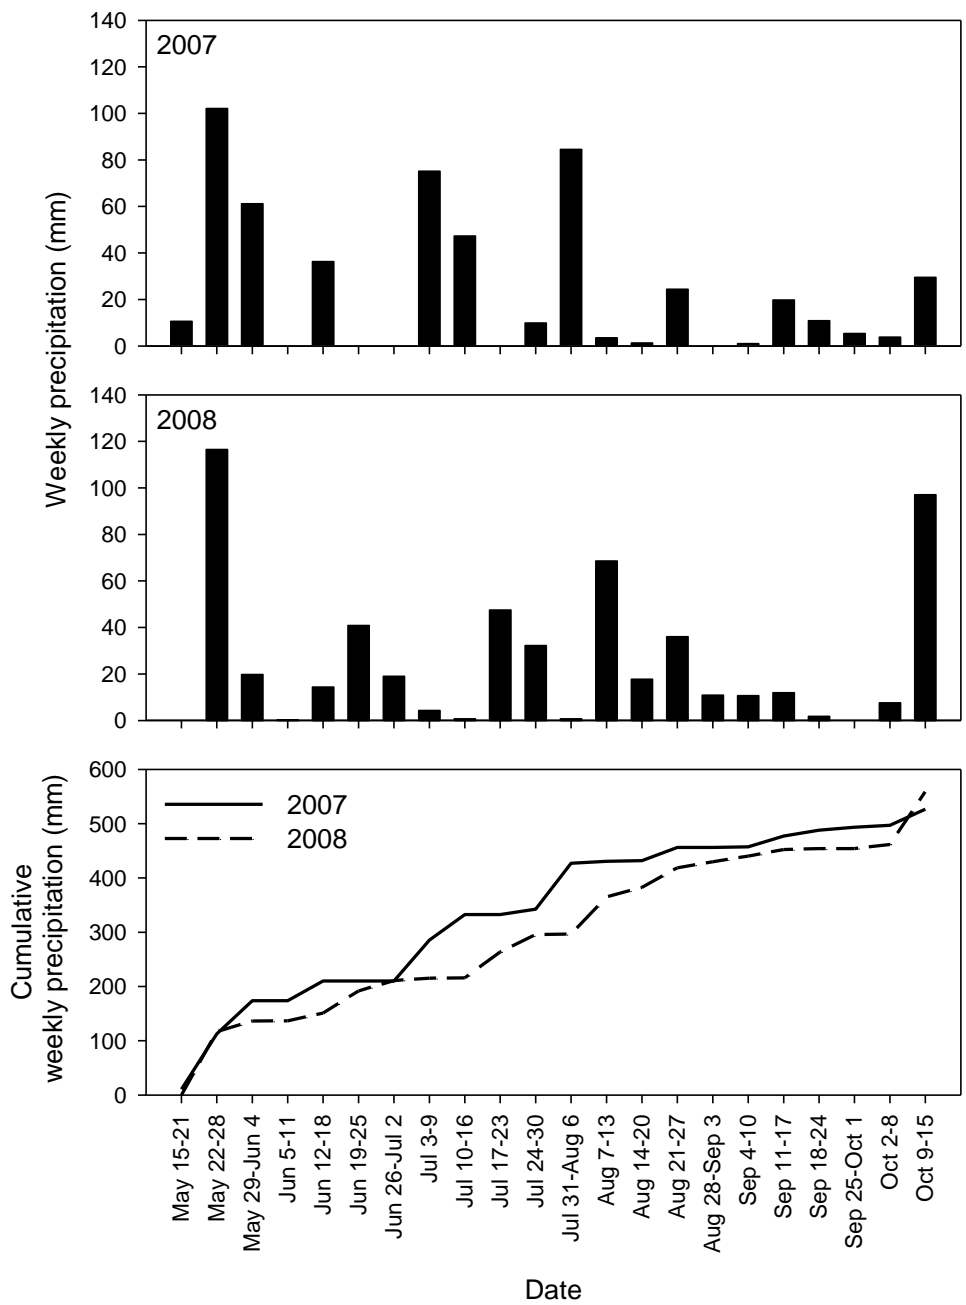 2007
140
120
100
80
60
40
20
0
Weekly precipitation (mm)
2008
140
120
100
80
60
40
20
0
600
500
400
300
200
100
0
Cumulative
weekly precipitation (mm)
2007
2008
May 15-21
May 22-28
May 29-Jun 4
Jun 5-11
Jun 12-18
Jun 19-25
Jun 26-Jul 2
Jul 3-9
Jul 10-16
Jul 17-23
Jul 24-30
Jul 31-Aug 6
Aug 7-13
Aug 14-20
Aug 21-27
Aug 28-Sep 3
Sep 4-10
Sep 11-17
Sep 18-24
Sep 25-Oct 1
Oct 2-8
Oct 9-15
Date